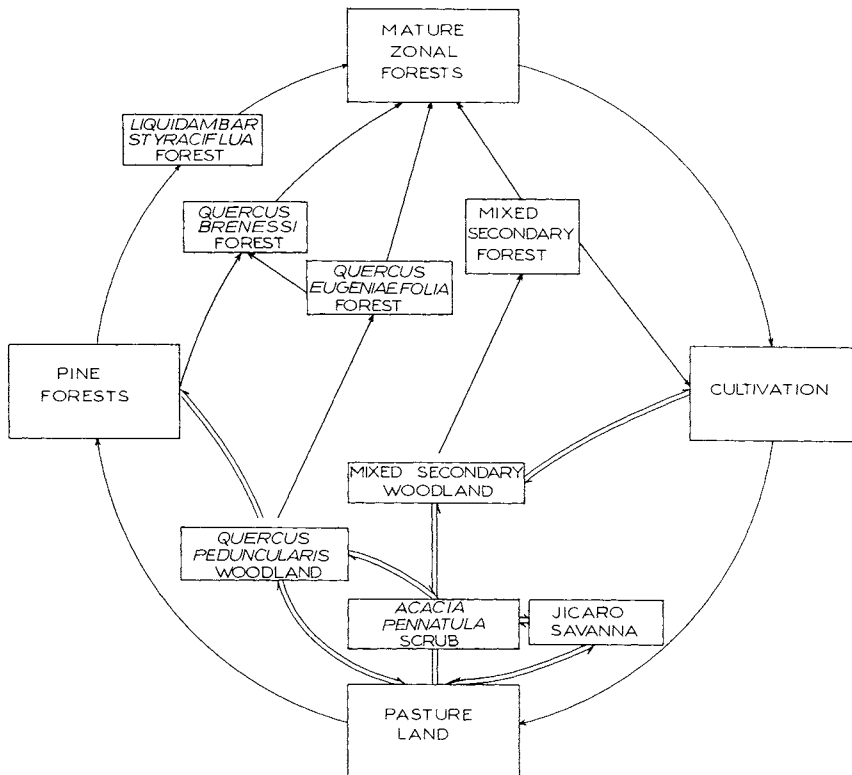 MATURE
ZONAL
FORESTS
LIQUIDAMBAR
STYRACIFLUA
FOREST
QUERCUS
BRENESSI
FOREST
MIXED
SECONDARY
FOREST
QUERCUS
EUGENIAEFOLIA
FOREST
PINE
FORESTS
CULTIVATION
MIXED SECONDARY
WOODLAND
QUERCUS
PEDUNCULARIS
WOODLAND
ACACIA
PENNATULA
SCRUB
JICARO
SAVANNA
PASTURE
LAND